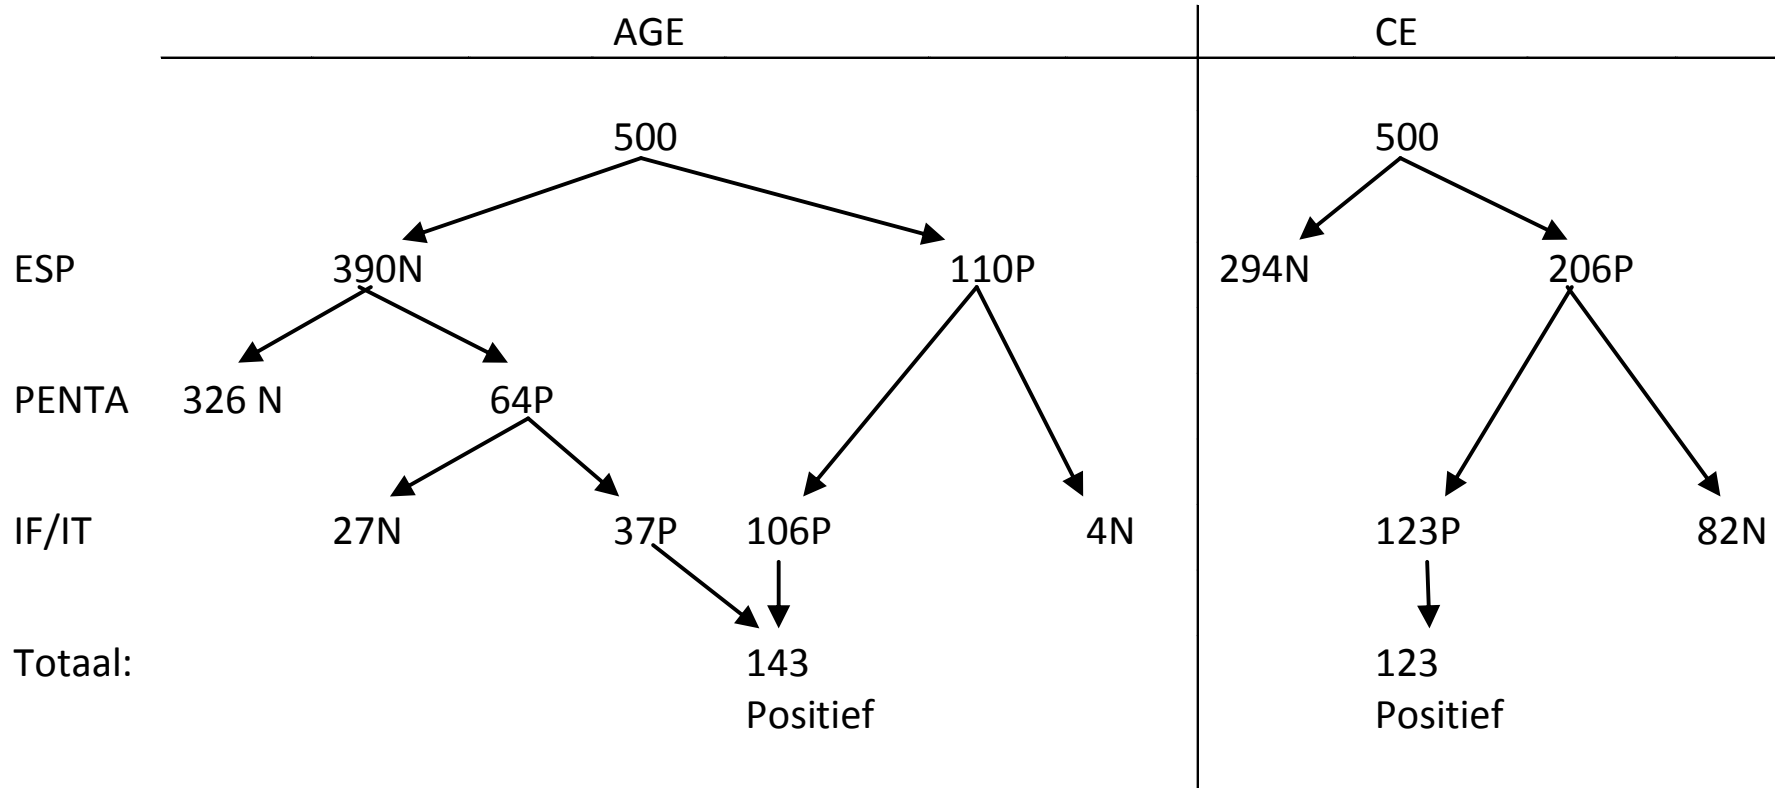 AGE CE
500 500
ESP 390N 110P 294N 206P
PENTA 326 N 64P
IF/IT 27N 37P 106P 4N 123P 82N
Totaal: 143 123
Positief Positief